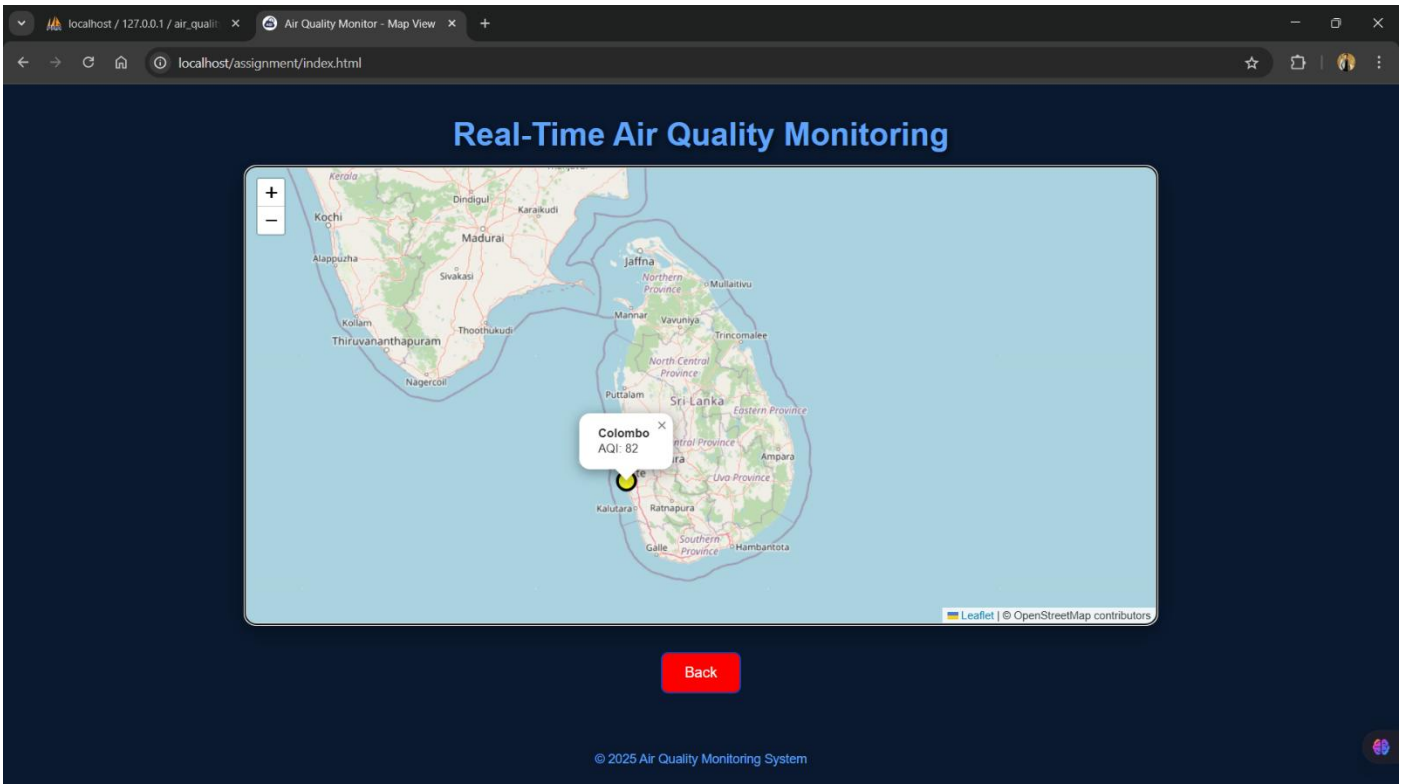 localhost / 127.0.0.1 / air_qualit
Air Quality Monitor - Map View
localhost/assignment/index.html
Real-Time Air Quality Monitoring
+
−
Kerala
Dindigul
Karaikudi
Kochi
Madurai
Alappuzha
Jaffna
Sivakasi
Northern
Province
Mullaitivu
Mannar
Vavuniya
Kollam
Thoothukudi
Trincomalee
Thiruvananthapuram
North Central
Province
Nagercoil
Puttalam
Sri Lanka
Eastern Province
Colombo
AQI: 82
ntral Province
Ampara
Uva Province
Kalutara
Ratnapura
Southern
Province
Galle
Hambantota
Leaflet | © OpenStreetMap contributors
Back
© 2025 Air Quality Monitoring System